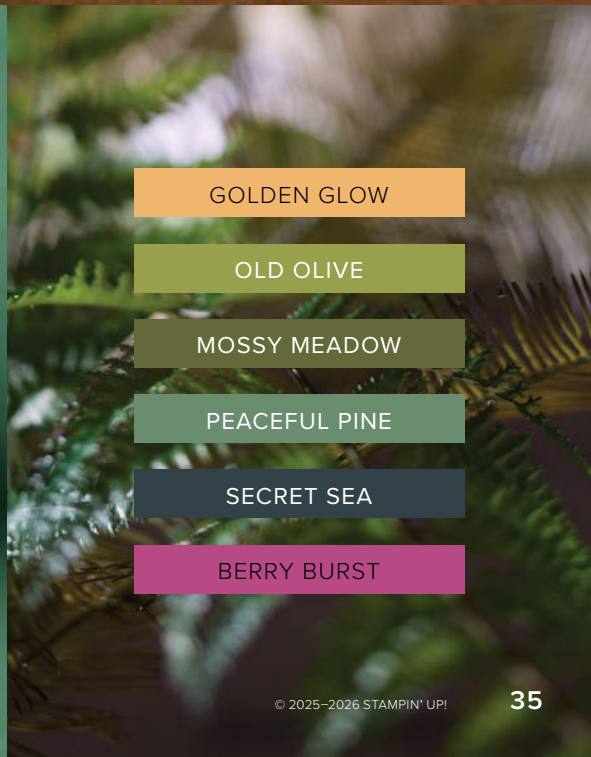 GOLDEN GLOW
OLD OLIVE
MOSSY MEADOW
PEACEFUL PINE
SECRET SEA
BERRY BURST
© 2025–2026 STAMPIN’ UP!
35